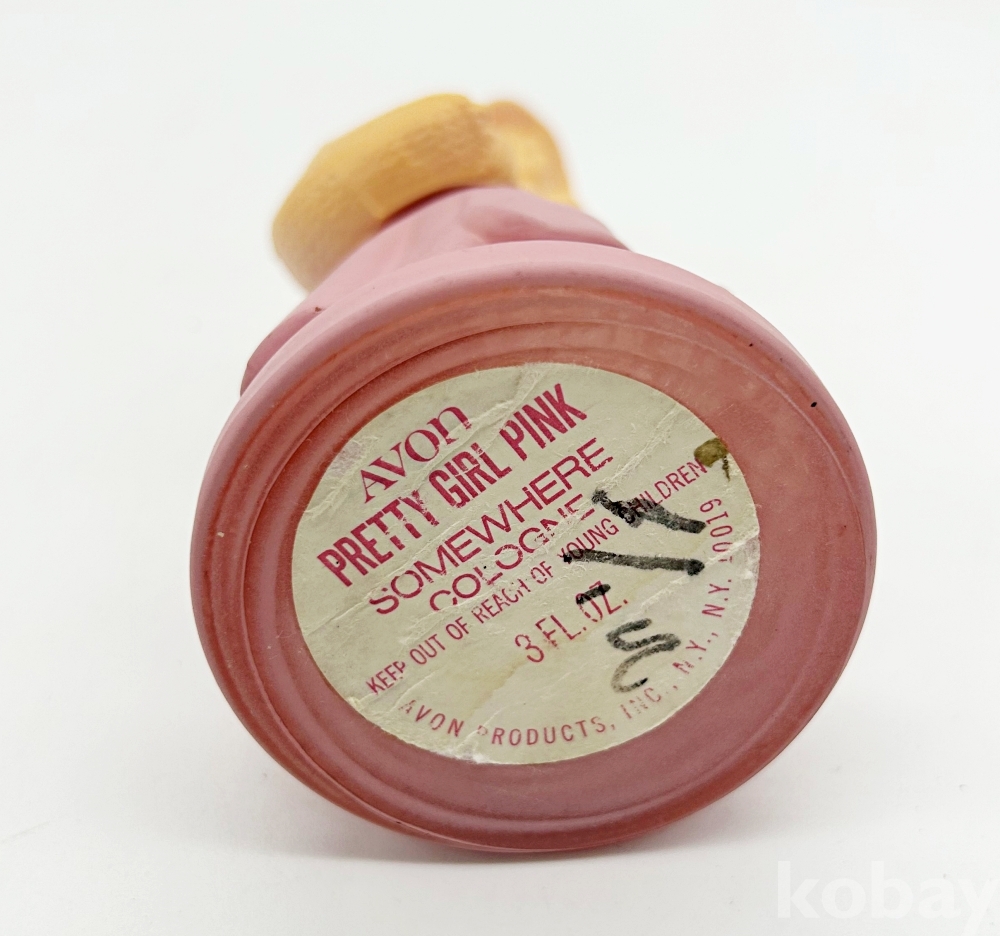 AVON
PRETTY GIRL PINK
SOMEWHERE
COLOGNE
KEEP OUT OF REACH OF YOUNG CHILDREN
3 FL. OZ.
AVON PRODUCTS, INC., N.Y., N.Y. 10019
kobay